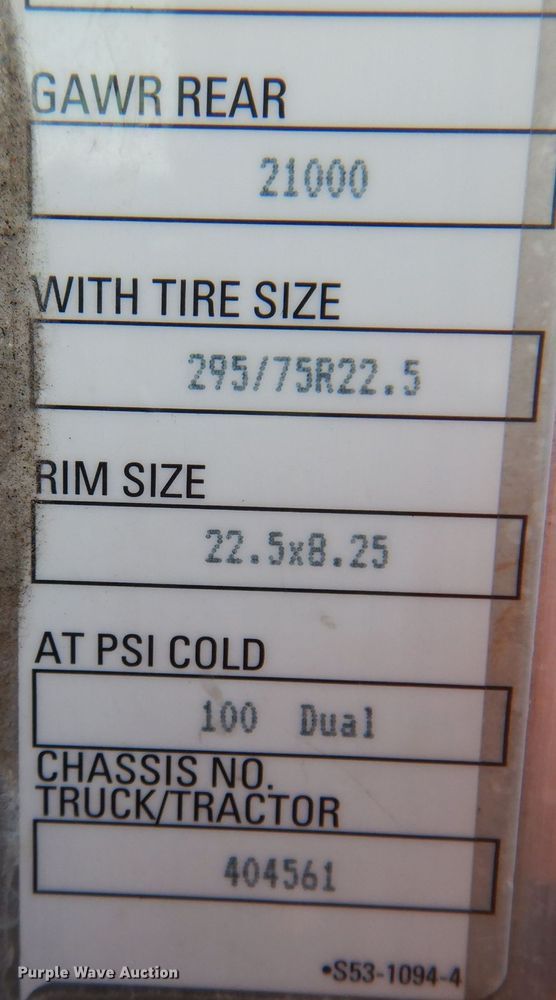 GAWR REAR
21000
WITH TIRE SIZE
295/75R22.5
RIM SIZE
22.5x8.25
AT PSI COLD
100 Dual
CHASSIS NO.
TRUCK/TRACTOR
404561
•S53-1094-4
Purple Wave Auction